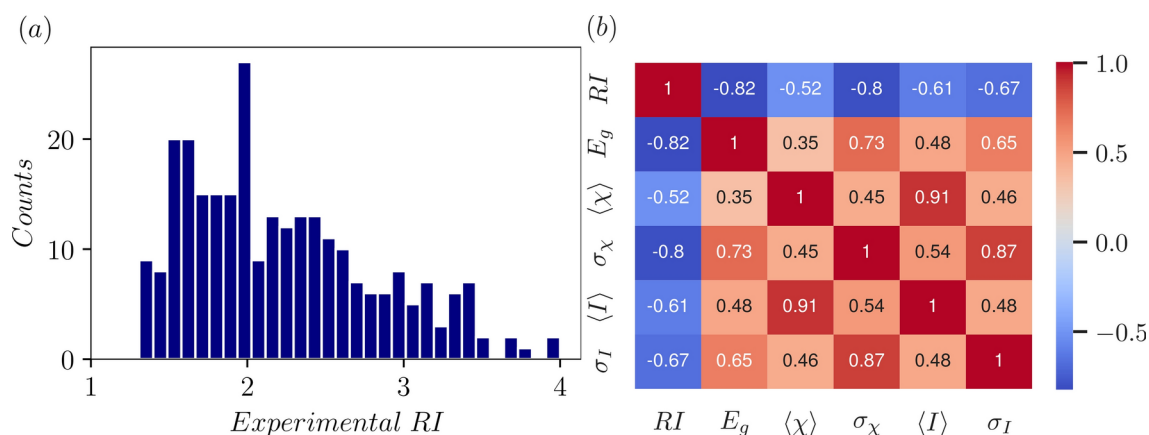 (a)
Counts
20
10
0
1 2 3 4
Experimental RI
(b)
RI 1 -0.82 -0.52 -0.8 -0.61 -0.67
E_g -0.82 1 0.35 0.73 0.48 0.65
⟨χ⟩ -0.52 0.35 1 0.45 0.91 0.46
σ_χ -0.8 0.73 0.45 1 0.54 0.87
⟨I⟩ -0.61 0.48 0.91 0.54 1 0.48
σ_I -0.67 0.65 0.46 0.87 0.48 1
RI E_g ⟨χ⟩ σ_χ ⟨I⟩ σ_I
1.0
0.5
0.0
−0.5